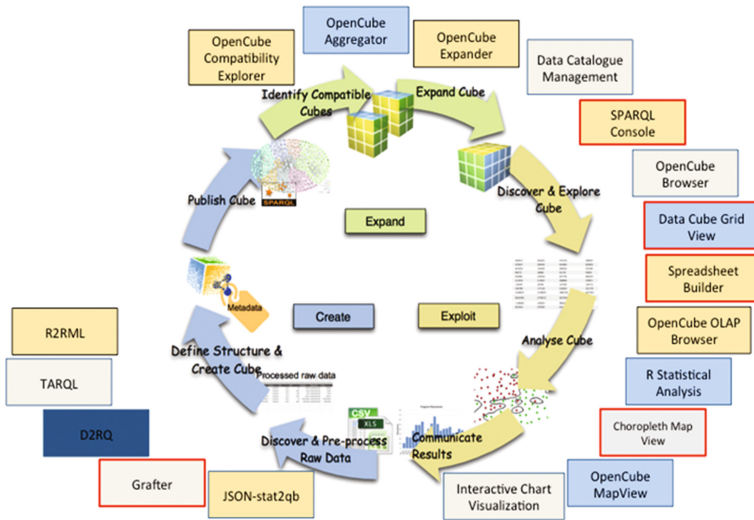 OpenCube
Aggregator
OpenCube
Compatibility
Explorer
OpenCube
Expander
Data Catalogue
Management
Identify Compatible
Cubes
Expand Cube
SPARQL
Console
OpenCube
Browser
Discover & Explore
Cube
SPARQL
Publish Cube
Expand
Data Cube Grid
View
Spreadsheet
Builder
Metadata
Create
Exploit
OpenCube OLAP
Browser
R2RML
Define Structure &
Create Cube
Analyse Cube
R Statistical
Analysis
TARQL
Processed raw data
D2RQ
CSV
XLS
Choropleth Map
View
Discover & Pre-process
Raw Data
Communicate
Results
Grafter
JSON-stat2qb
Interactive Chart
Visualization
OpenCube
MapView